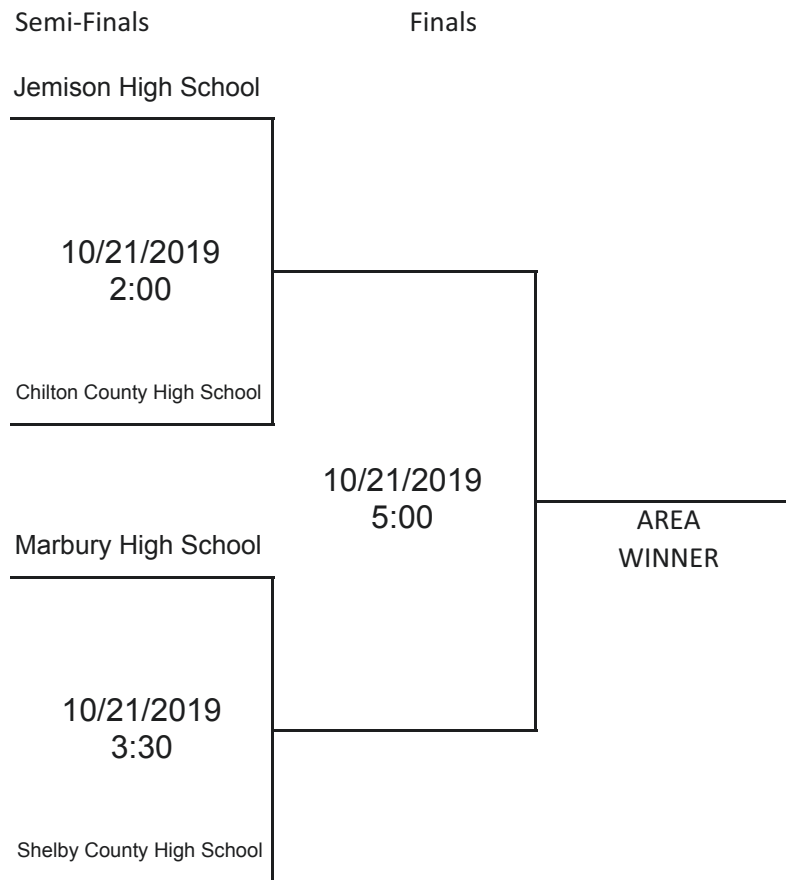 Semi-Finals
Finals
Jemison High School
10/21/2019
2:00
Chilton County High School
10/21/2019
5:00
AREA
WINNER
Marbury High School
10/21/2019
3:30
Shelby County High School